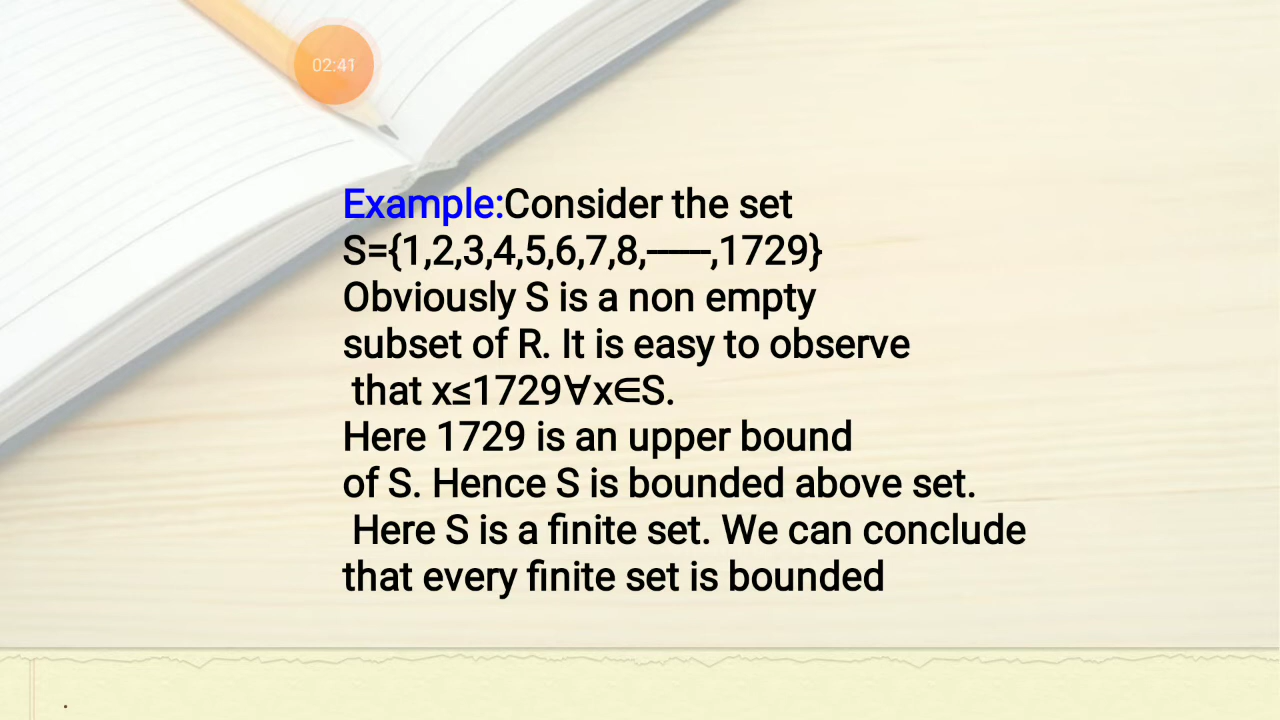 02:41
Example:Consider the set
S={1,2,3,4,5,6,7,8,-----,1729}
Obviously S is a non empty
subset of R. It is easy to observe
that x≤1729∀x∈S.
Here 1729 is an upper bound
of S. Hence S is bounded above set.
Here S is a finite set. We can conclude
that every finite set is bounded
.